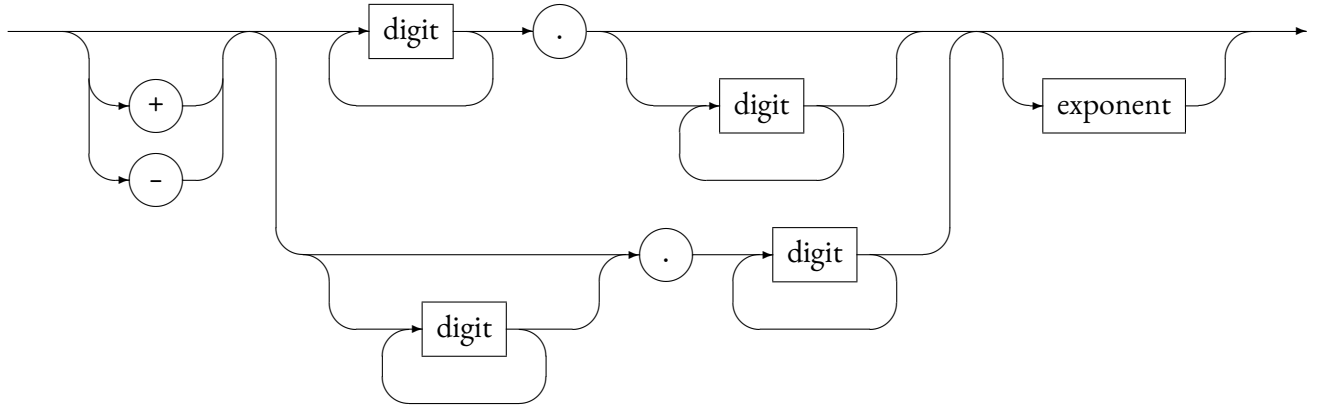 digit .
+ digit exponent
-
. digit
digit